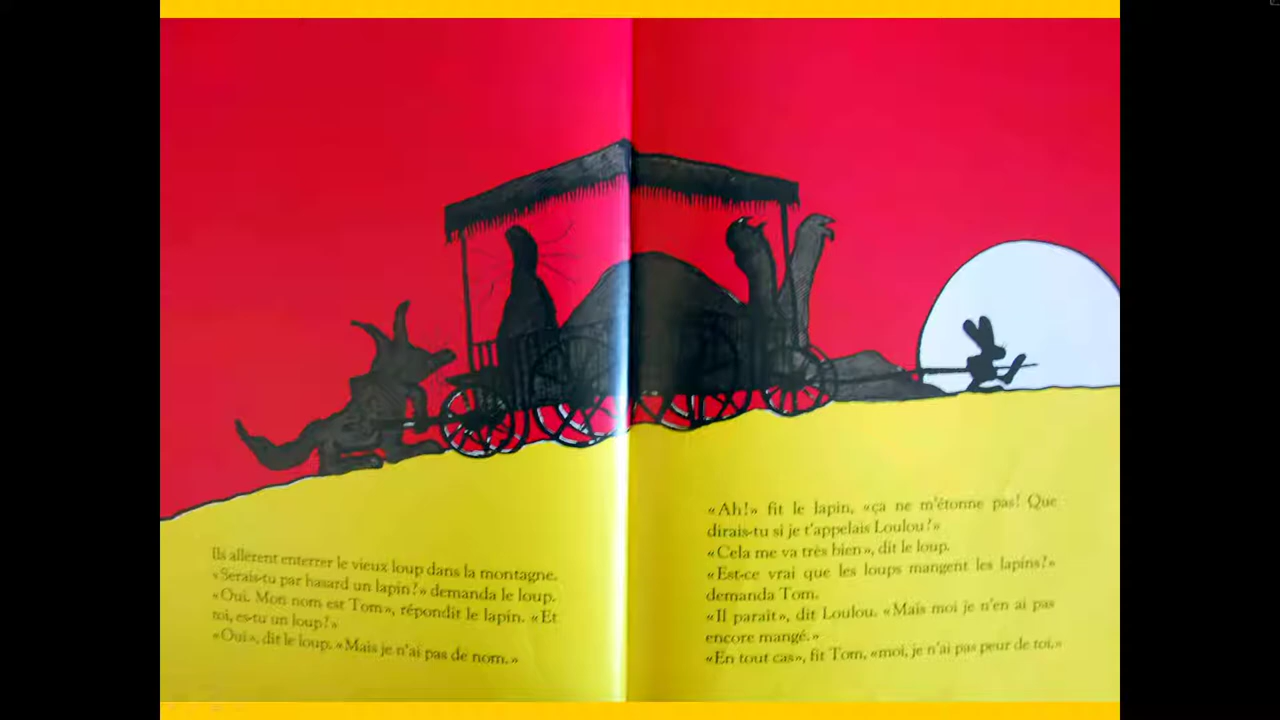 Ils allèrent enterrer le vieux loup dans la montagne.
«Serais-tu par hasard un lapin?» demanda le loup.
«Oui. Mon nom est Tom», répondit le lapin. «Et
toi, es-tu un loup?»
«Oui», dit le loup. «Mais je n'ai pas de nom.»
«Ah!» fit le lapin, «ça ne m'étonne pas! Que
dirais-tu si je t'appelais Loulou?»
«Cela me va très bien», dit le loup.
«Est-ce vrai que les loups mangent les lapins?»
demanda Tom.
«Il paraît», dit Loulou. «Mais moi je n'en ai pas
encore mangé.»
«En tout cas», fit Tom, «moi, je n'ai pas peur de toi.»